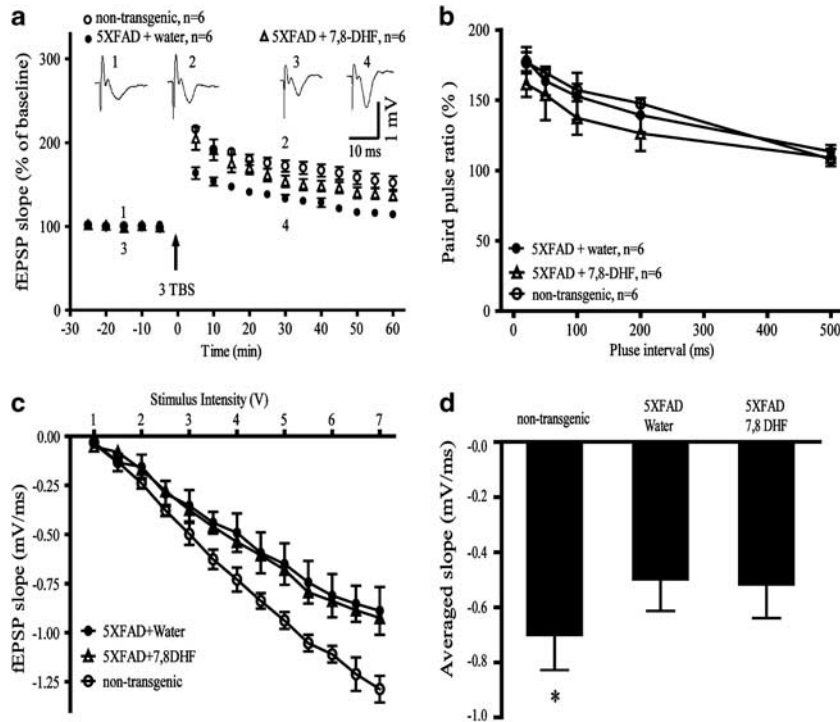 a
non-transgenic, n=6
5XFAD + water, n=6
5XFAD + 7,8-DHF, n=6
1
2
3
4
1 mV
10 ms
300
200
100
0
fEPSP slope (% of baseline)
2
4
1
3
3 TBS
-30 -20 -10 0 10 20 30 40 50 60
Time (min)
b
200
150
100
50
0
Paird pulse ratio (%)
5XFAD + water, n=6
5XFAD + 7,8-DHF, n=6
non-transgenic, n=6
0 100 200 300 400 500
Pluse interval (ms)
c
Stimulus Intensity (V)
1 2 3 4 5 6 7
0.00
-0.25
-0.50
-0.75
-1.00
-1.25
fEPSP slope (mV/ms)
5XFAD+Water
5XFAD+7,8DHF
non-transgenic
d
non-transgenic
5XFAD
Water
5XFAD
7,8 DHF
-0.0
-0.2
-0.4
-0.6
-0.8
-1.0
Averaged slope (mV/ms)
*